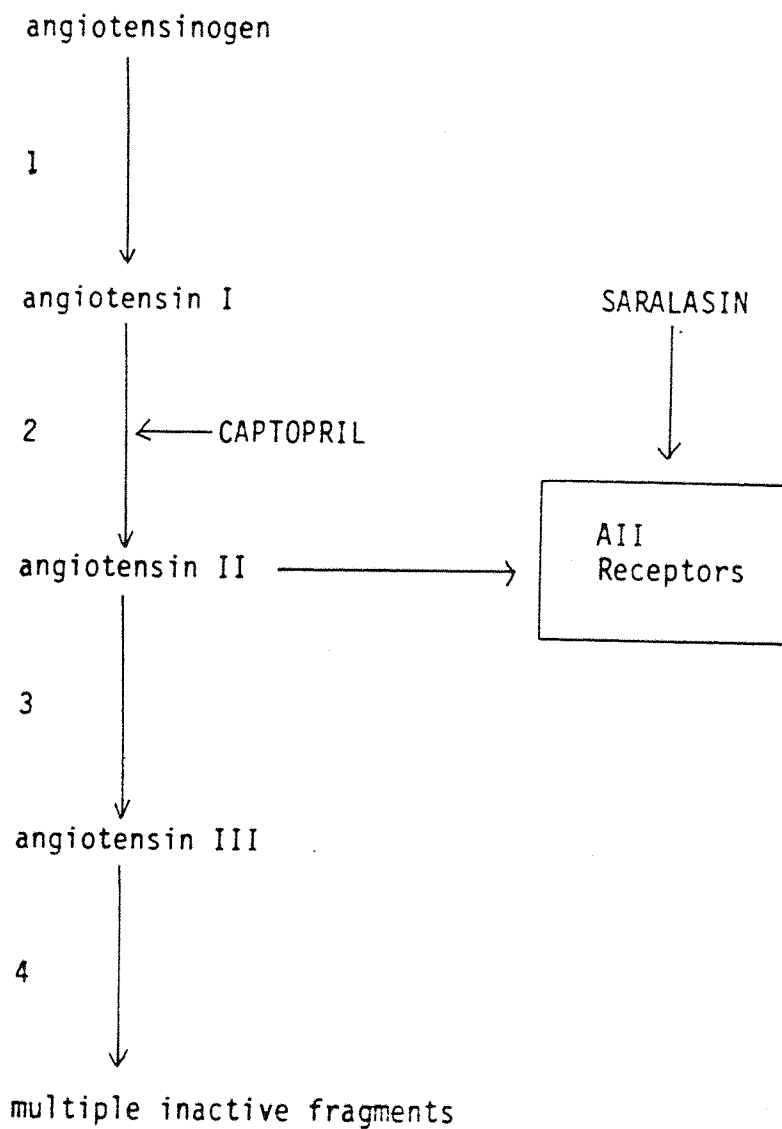 angiotensinogen
1
angiotensin I
SARALASIN
2
CAPTOPRIL
AII
Receptors
angiotensin II
3
angiotensin III
4
multiple inactive fragments